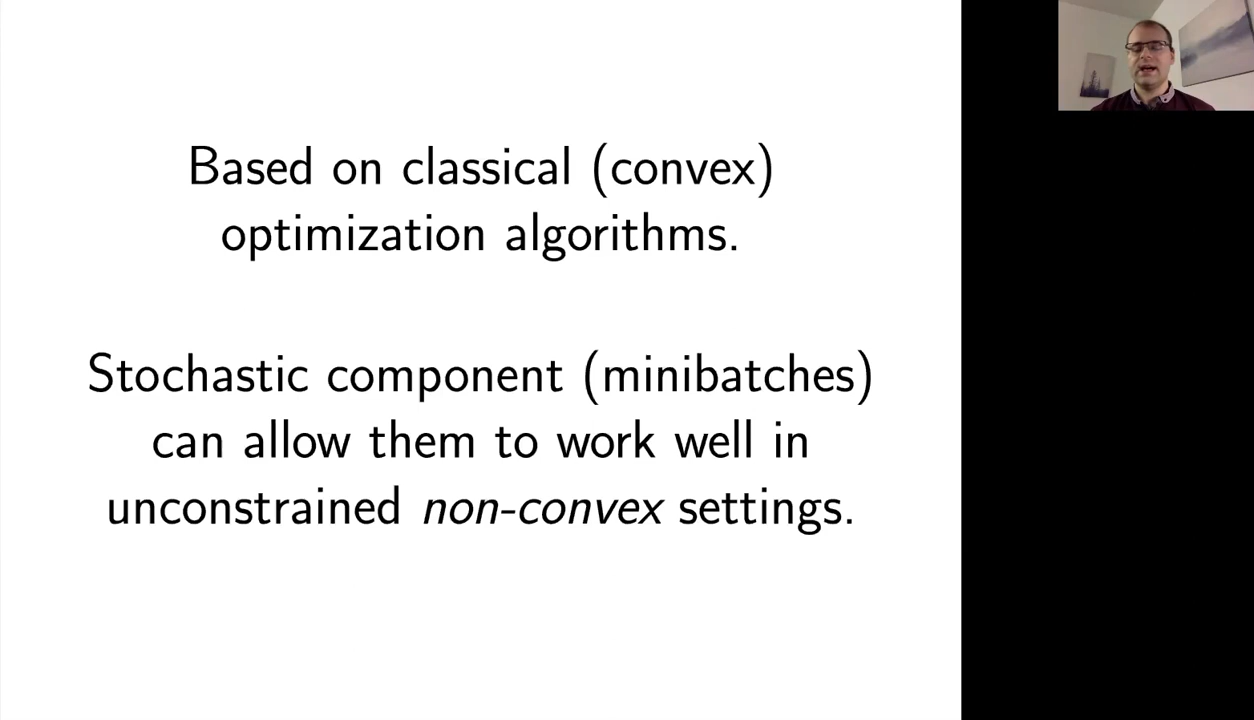 Based on classical (convex)
optimization algorithms.
Stochastic component (minibatches)
can allow them to work well in
unconstrained non-convex settings.